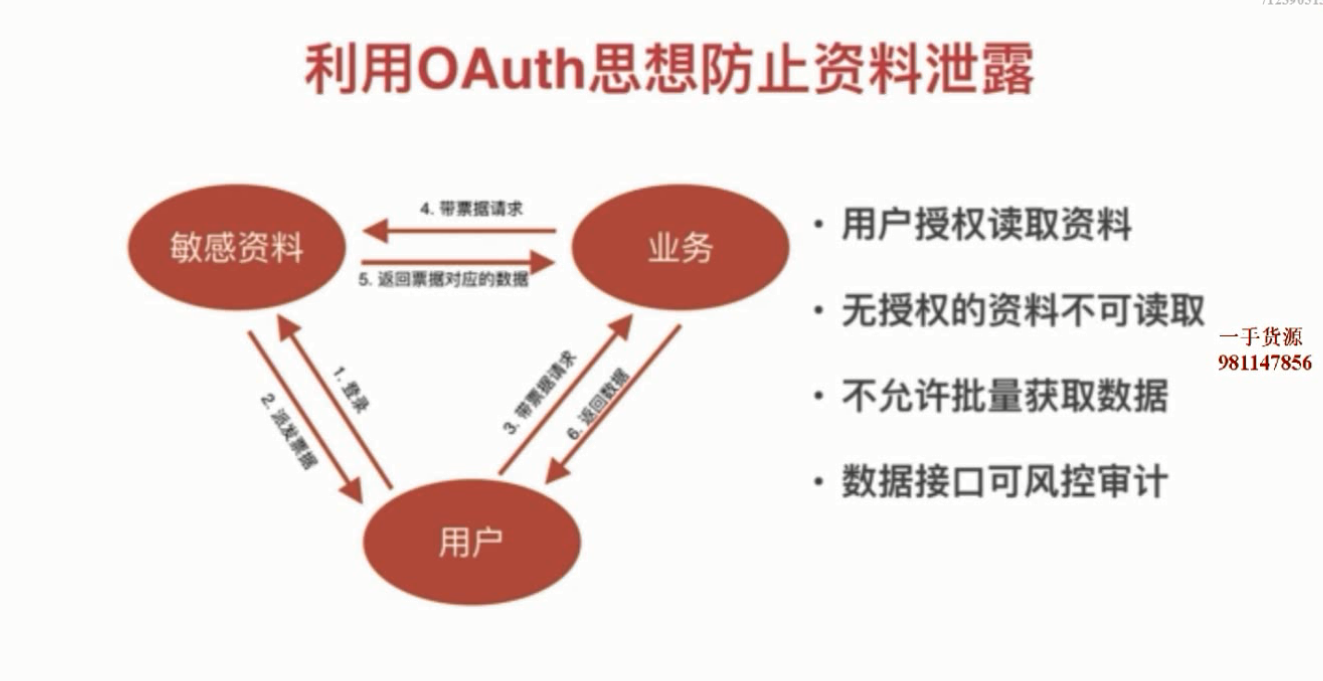 利用OAuth思想防止资料泄露
敏感资料
4. 带票据请求
5. 返回票据对应的数据
业务
1. 登录
2. 派发票据
3. 带票据请求
6. 返回数据
用户
• 用户授权读取资料
• 无授权的资料不可读取
• 不允许批量获取数据
• 数据接口可风控审计
一手货源
981147856